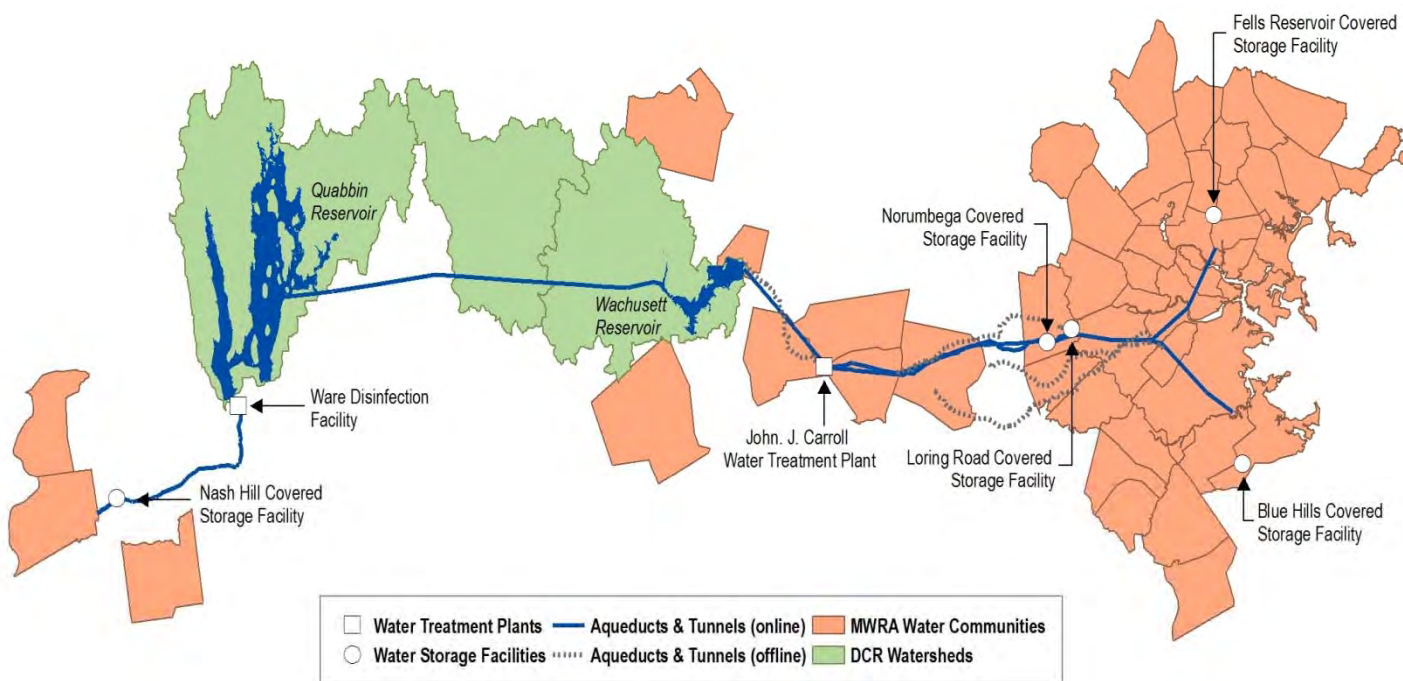 Fells Reservoir Covered
Storage Facility
Quabbin
Reservoir
Norumbega Covered
Storage Facility
Wachusett
Reservoir
Ware Disinfection
Facility
John. J. Carroll
Water Treatment Plant
Loring Road Covered
Storage Facility
Nash Hill Covered
Storage Facility
Blue Hills Covered
Storage Facility
Water Treatment Plants
Aqueducts & Tunnels (online)
MWRA Water Communities
Water Storage Facilities
Aqueducts & Tunnels (offline)
DCR Watersheds